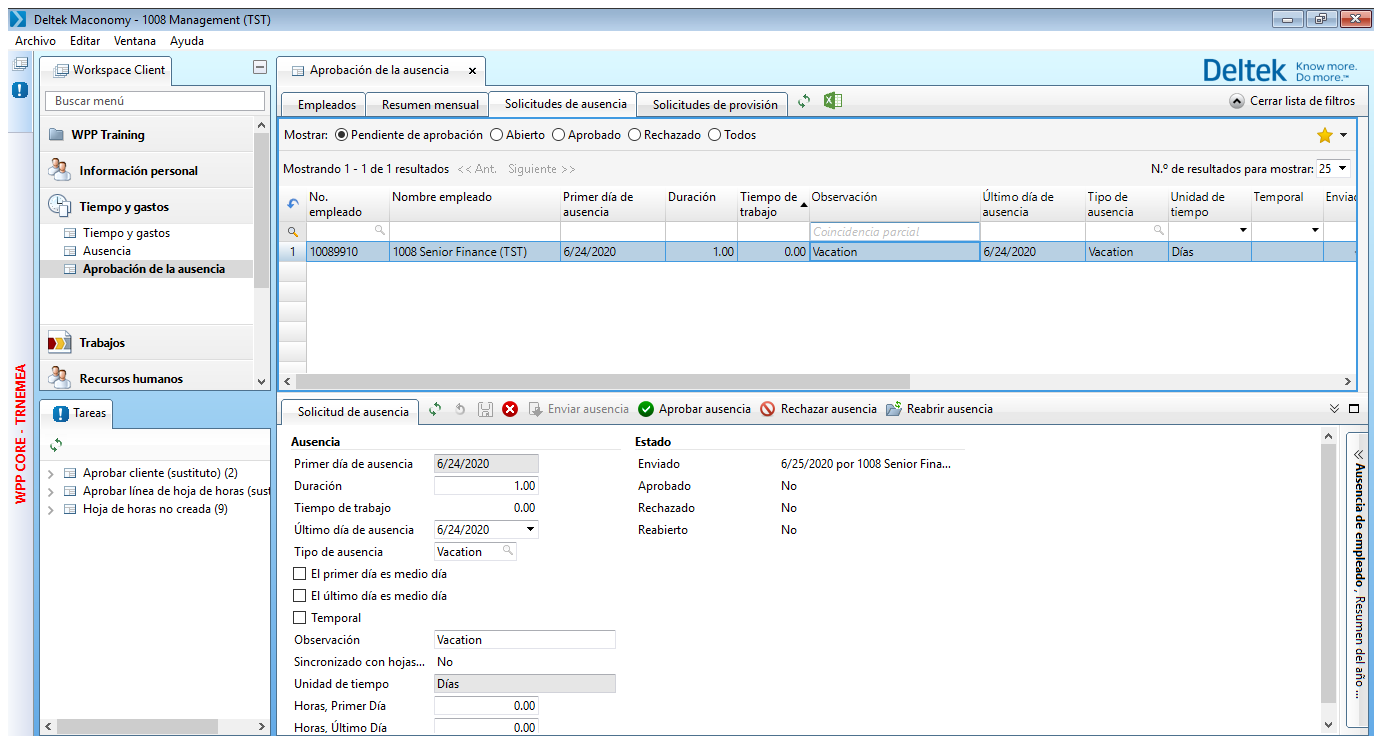 Deltek Maconomy - 1008 Management (TST)
Archivo Editar Ventana Ayuda
Workspace Client
Buscar menú
WPP Training
Información personal
Tiempo y gastos
Tiempo y gastos
Ausencia
Aprobación de la ausencia
Trabajos
Recursos humanos
WPP CORE - TRNEMEA
Tareas
Aprobar cliente (sustituto) (2)
Aprobar línea de hoja de horas (sust
Hoja de horas no creada (9)
Aprobación de la ausencia x
Deltek Know more. Do more.™
Empleados Resumen mensual Solicitudes de ausencia Solicitudes de provisión
Cerrar lista de filtros
Mostrar: Pendiente de aprobación Abierto Aprobado Rechazado Todos
Mostrando 1 - 1 de 1 resultados << Ant. Siguiente >> N.º de resultados para mostrar: 25
No. empleado Nombre empleado Primer día de ausencia Duración Tiempo de trabajo Observación Último día de ausencia Tipo de ausencia Unidad de tiempo Temporal Enviad
Coincidencia parcial
1 10089910 1008 Senior Finance (TST) 6/24/2020 1.00 0.00 Vacation 6/24/2020 Vacation Días
Solicitud de ausencia Enviar ausencia Aprobar ausencia Rechazar ausencia Reabrir ausencia
Ausencia
Primer día de ausencia 6/24/2020
Duración 1.00
Tiempo de trabajo 0.00
Último día de ausencia 6/24/2020
Tipo de ausencia Vacation
El primer día es medio día
El último día es medio día
Temporal
Observación Vacation
Sincronizado con hojas... No
Unidad de tiempo Días
Horas, Primer Día 0.00
Horas, Último Día 0.00
Estado
Enviado 6/25/2020 por 1008 Senior Fina...
Aprobado No
Rechazado No
Reabierto No
Ausencia de empleado , Resumen del año ...